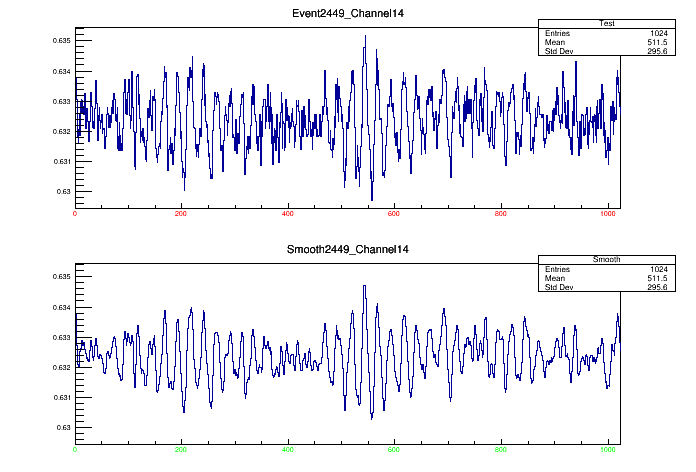 Event2449_Channel14
Test
Entries 1024
Mean 511.5
Std Dev 295.6
0.635
0.634
0.633
0.632
0.631
0.63
0 200 400 600 800 1000
Smooth2449_Channel14
Smooth
Entries 1024
Mean 511.5
Std Dev 295.6
0.635
0.634
0.633
0.632
0.631
0.63
0 200 400 600 800 1000